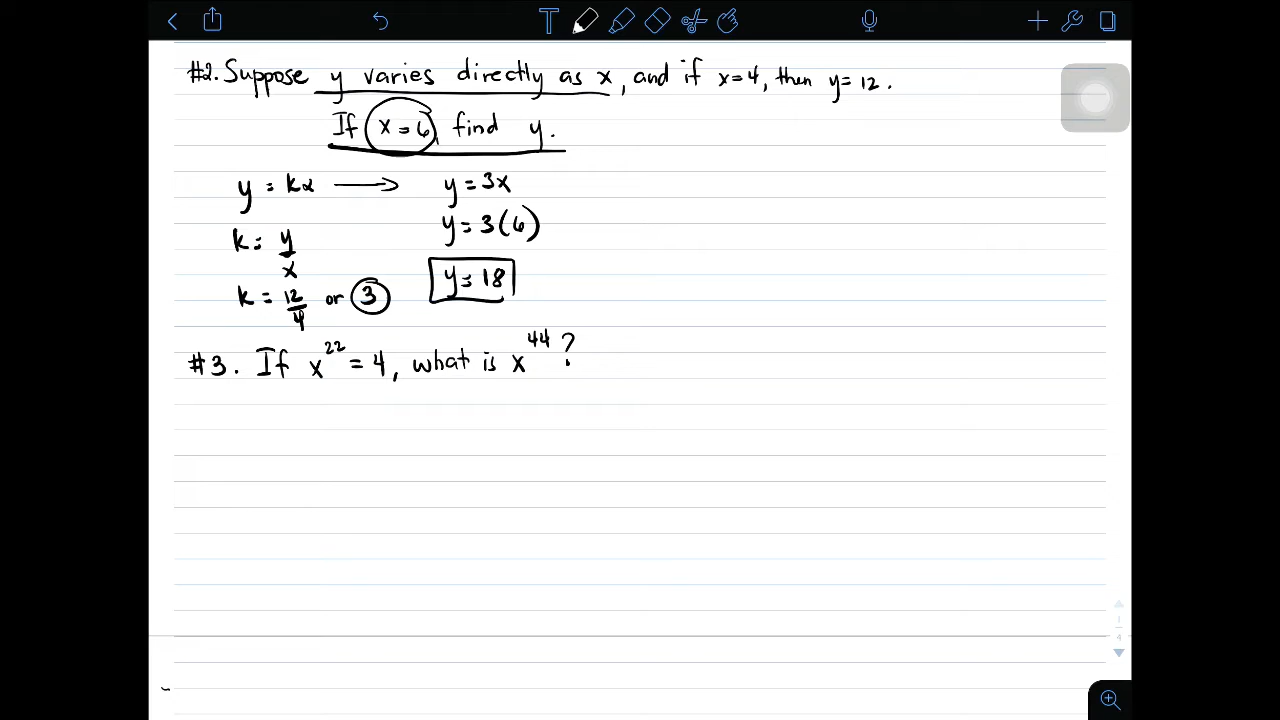 #2. Suppose y varies directly as x, and if x=4, then y=12.
If x=6, find y.
y = kx → y = 3x
k = y/x y = 3(6)
k = 12/4 or 3 y = 18
#3. If x^22 = 4, what is x^44 ?